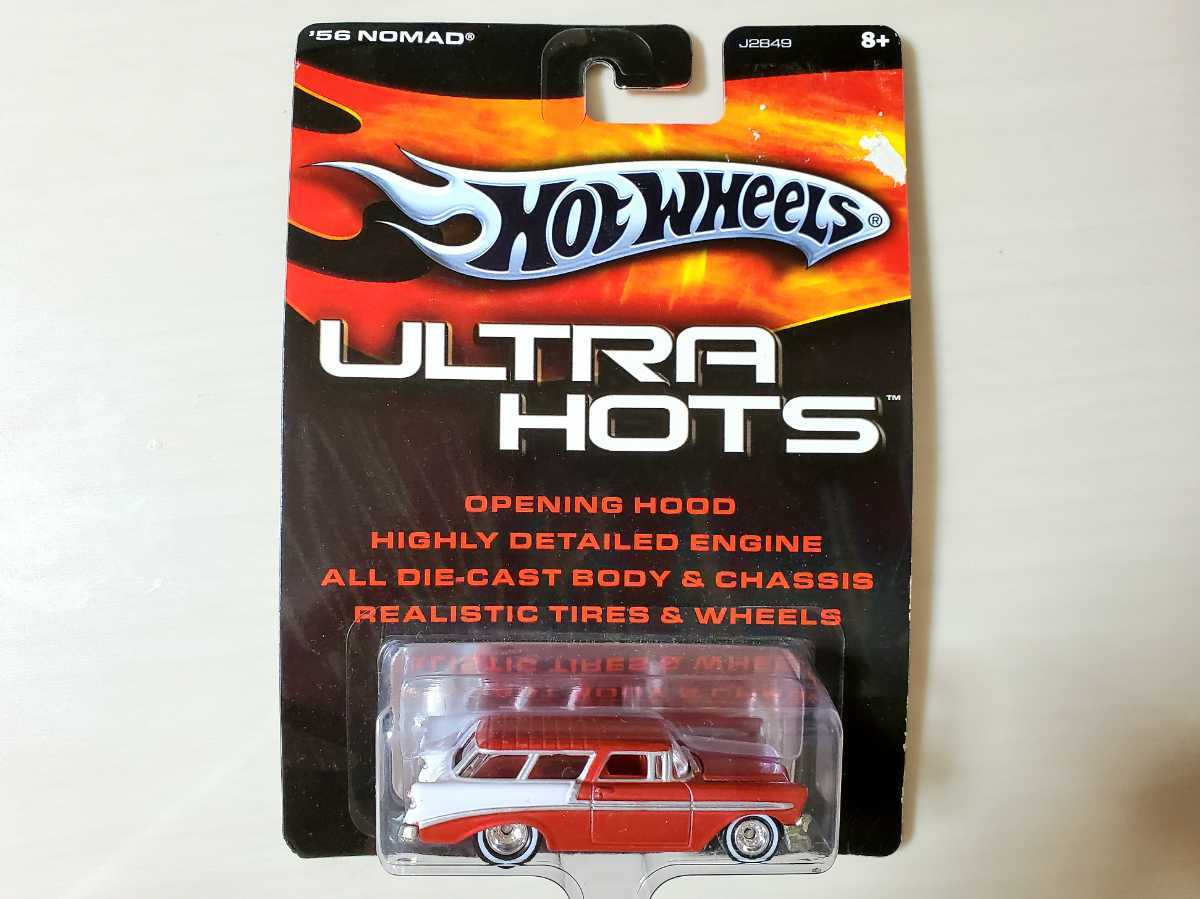 '56 NOMAD®
J2849
8+
HOT WHEELS®
ULTRA
HOTS™
OPENING HOOD
HIGHLY DETAILED ENGINE
ALL DIE-CAST BODY & CHASSIS
REALISTIC TIRES & WHEELS